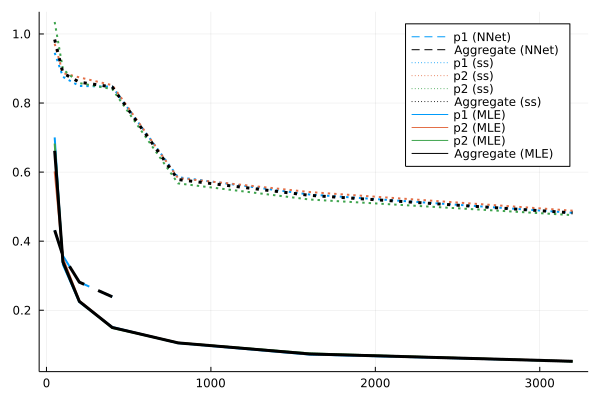 1.0
0.8
0.6
0.4
0.2
0
1000
2000
3000
p1 (NNet)
Aggregate (NNet)
p1 (ss)
p2 (ss)
p2 (ss)
Aggregate (ss)
p1 (MLE)
p2 (MLE)
p2 (MLE)
Aggregate (MLE)